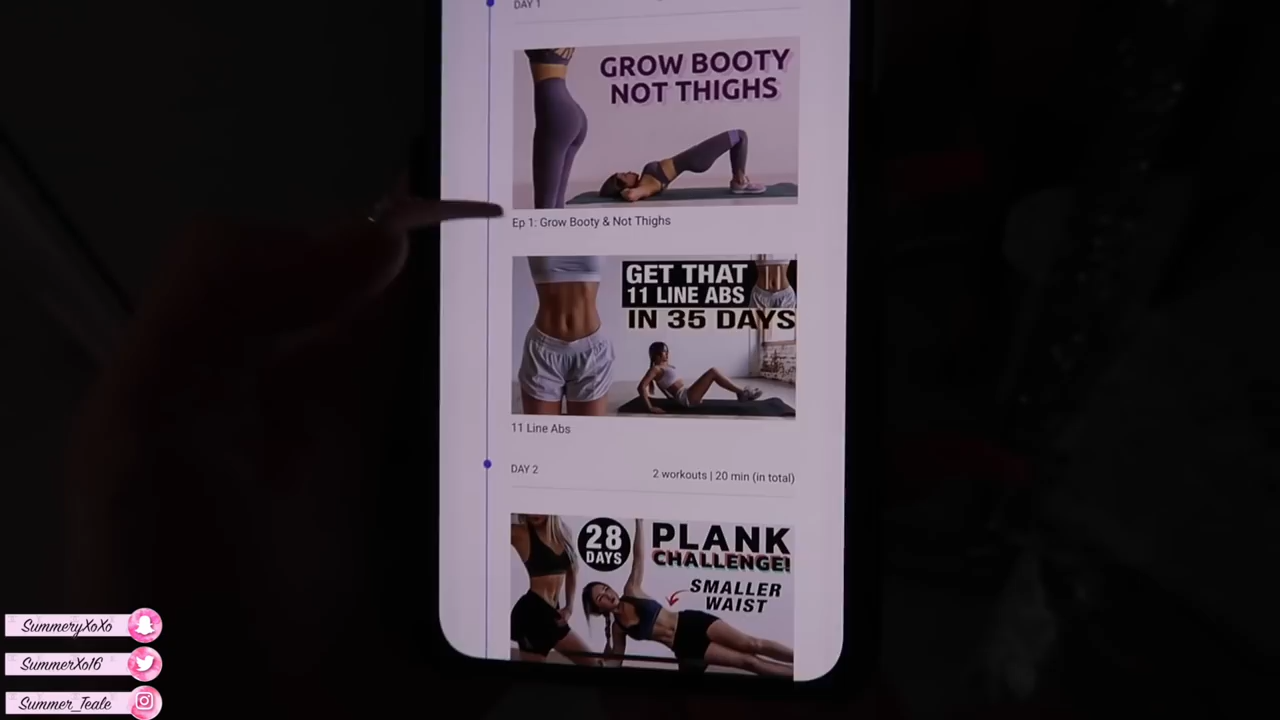 DAY 1
GROW BOOTY
NOT THIGHS
Ep 1: Grow Booty & Not Thighs
GET THAT
11 LINE ABS
IN 35 DAYS
11 Line Abs
DAY 2
2 workouts | 20 min (in total)
28
DAYS
PLANK
CHALLENGE!
SMALLER
WAIST
SummeryXoXo
SummerXo16
Summer_Teale